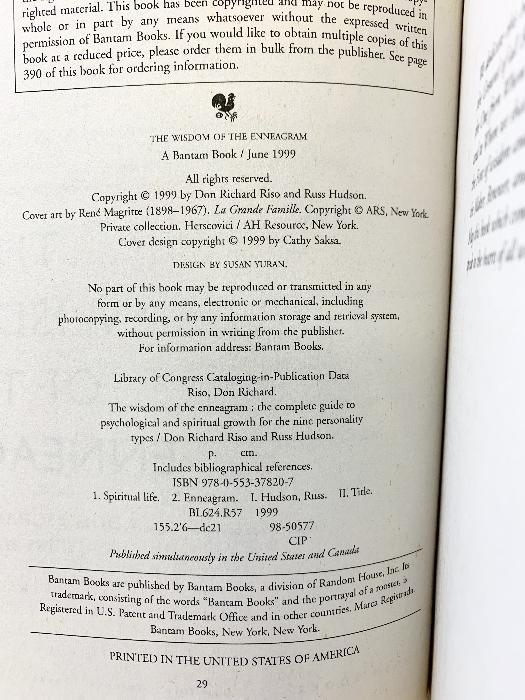 righted material. This book has been copyrighted and may not be reproduced in
whole or in part by any means whatsoever without the expressed written
permission of Bantam Books. If you would like to obtain multiple copies of this
book at a reduced price, please order them in bulk from the publisher. See page
390 of this book for ordering information.
THE WISDOM OF THE ENNEAGRAM
A Bantam Book / June 1999
All rights reserved.
Copyright © 1999 by Don Richard Riso and Russ Hudson.
Cover art by René Magritte (1898–1967). La Grande Famille. Copyright © ARS, New York.
Private collection. Herscovici / AH Resource, New York.
Cover design copyright © 1999 by Cathy Saksa.
DESIGN BY SUSAN YURAN.
No part of this book may be reproduced or transmitted in any
form or by any means, electronic or mechanical, including
photocopying, recording, or by any information storage and retrieval system,
without permission in writing from the publisher.
For information address: Bantam Books.
Library of Congress Cataloging-in-Publication Data
Riso, Don Richard.
The wisdom of the enneagram : the complete guide to
psychological and spiritual growth for the nine personality
types / Don Richard Riso and Russ Hudson.
p. cm.
Includes bibliographical references.
ISBN 978-0-553-37820-7
1. Spiritual life. 2. Enneagram. I. Hudson, Russ. II. Title.
BL624.R57 1999
155.2'6—dc21 98-50577
CIP
Published simultaneously in the United States and Canada
Bantam Books are published by Bantam Books, a division of Random House, Inc. Its
trademark, consisting of the words "Bantam Books" and the portrayal of a rooster, is
Registered in U.S. Patent and Trademark Office and in other countries. Marca Registrada.
Bantam Books, New York, New York.
PRINTED IN THE UNITED STATES OF AMERICA
29